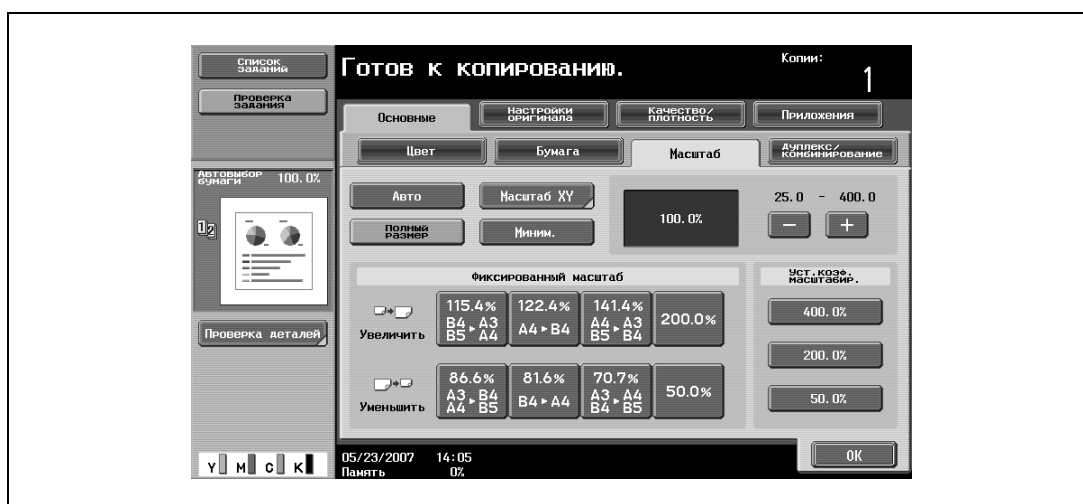 Список
заданий
Проверка
задания
Готов к копированию.
Копии:
1
Основные
Настройки
оригинала
Качество/
плотность
Приложения
Цвет
Бумага
Масштаб
Дуплекс/
комбинирование
Автовыбор
бумаги
100.0%
1 2
Проверка деталей
Авто
Масштаб XY
Полный
размер
Миним.
100.0%
25.0 - 400.0
− +
Фиксированный масштаб
Увеличить
115.4%
B4 ▸ A3
B5 ▸ A4
122.4%
A4 ▸ B4
141.4%
A4 ▸ A3
B5 ▸ B4
200.0%
Уменьшить
86.6%
A3 ▸ B4
A4 ▸ B5
81.6%
B4 ▸ A4
70.7%
A3 ▸ A4
B4 ▸ B5
50.0%
Уст.коэф.
масштабир.
400.0%
200.0%
50.0%
Y M C K
05/23/2007 14:05
Память 0%
OK